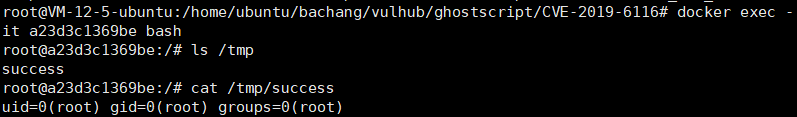 root@VM-12-5-ubuntu:/home/ubuntu/bachang/vulhub/ghostscript/CVE-2019-6116# docker exec -
it a23d3c1369be bash
root@a23d3c1369be:/# ls /tmp
success
root@a23d3c1369be:/# cat /tmp/success
uid=0(root) gid=0(root) groups=0(root)